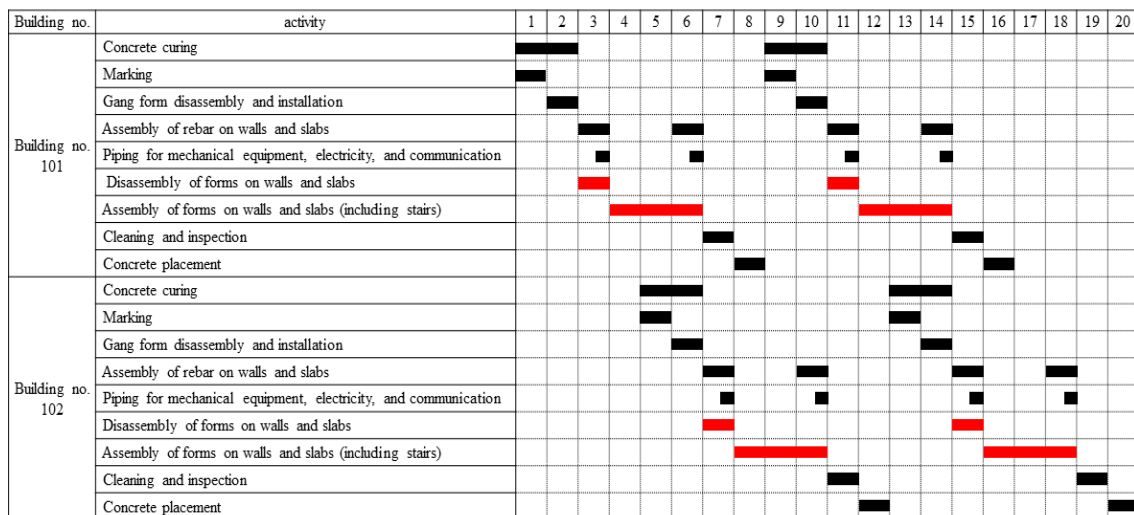 Building no. activity 1 2 3 4 5 6 7 8 9 10 11 12 13 14 15 16 17 18 19 20
Building no. 101
Concrete curing
Marking
Gang form disassembly and installation
Assembly of rebar on walls and slabs
Piping for mechanical equipment, electricity, and communication
Disassembly of forms on walls and slabs
Assembly of forms on walls and slabs (including stairs)
Cleaning and inspection
Concrete placement
Building no. 102
Concrete curing
Marking
Gang form disassembly and installation
Assembly of rebar on walls and slabs
Piping for mechanical equipment, electricity, and communication
Disassembly of forms on walls and slabs
Assembly of forms on walls and slabs (including stairs)
Cleaning and inspection
Concrete placement